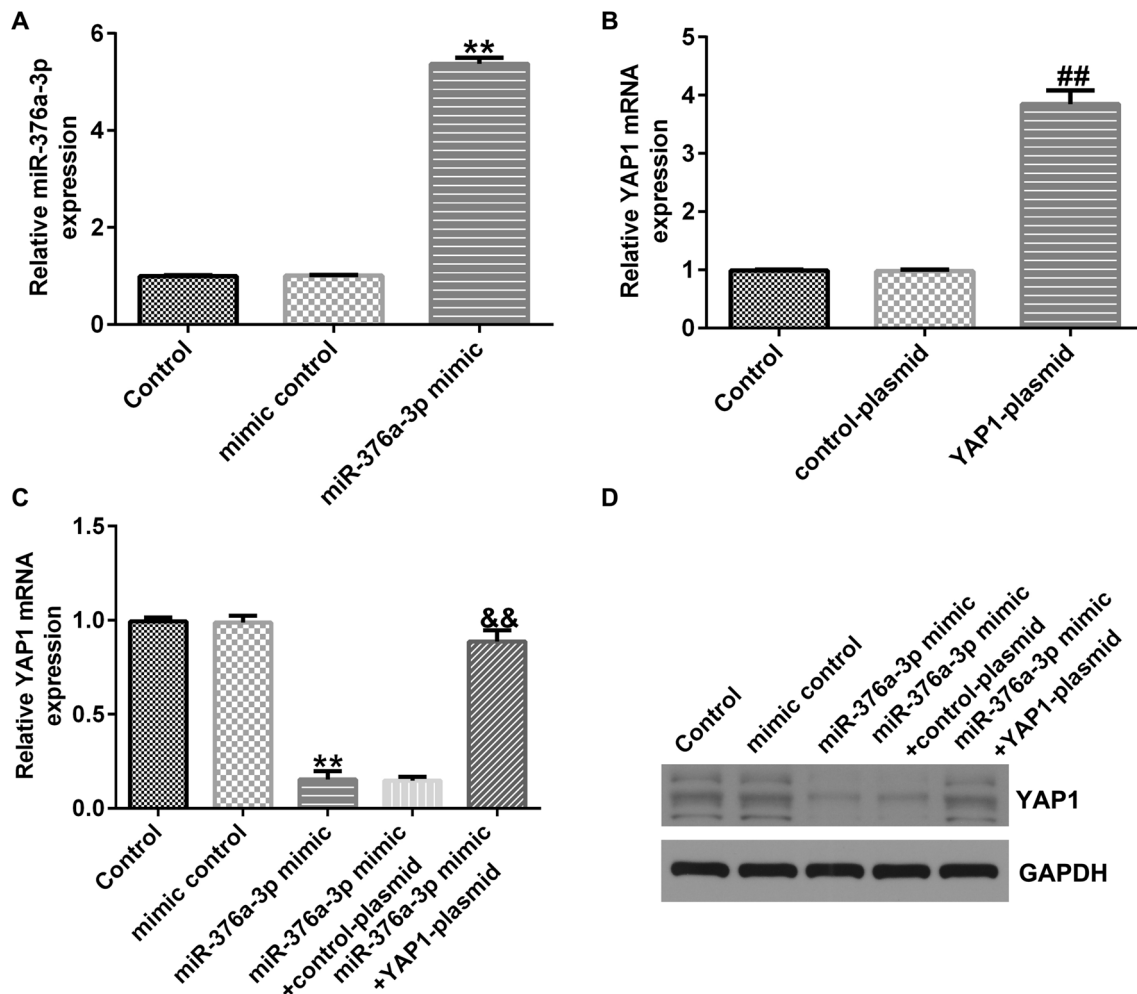 A
Relative miR-376a-3p
expression
6
4
2
0
**
Control
mimic control
miR-376a-3p mimic
B
Relative YAP1 mRNA
expression
5
4
3
2
1
0
##
Control
control-plasmid
YAP1-plasmid
C
Relative YAP1 mRNA
expression
1.5
1.0
0.5
0.0
**
&&
Control
mimic control
miR-376a-3p mimic
miR-376a-3p mimic
+control-plasmid
miR-376a-3p mimic
+YAP1-plasmid
D
Control
mimic control
miR-376a-3p mimic
miR-376a-3p mimic
+control-plasmid
miR-376a-3p mimic
+YAP1-plasmid
YAP1
GAPDH